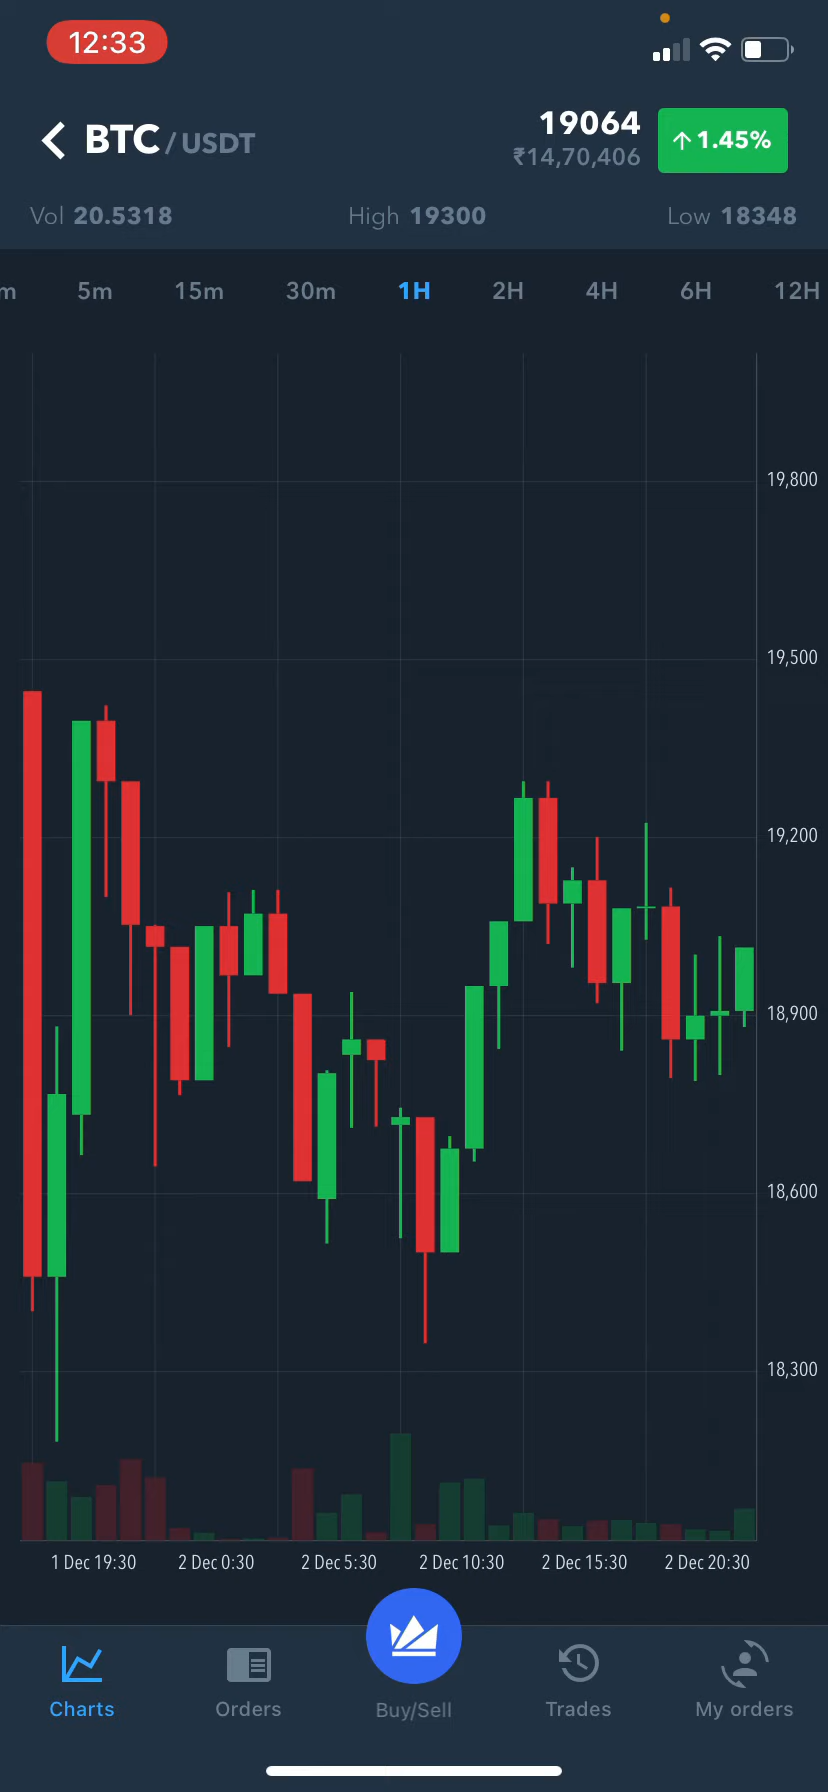 12:33
BTC / USDT
19064
₹14,70,406
↑ 1.45%
Vol 20.5318 High 19300 Low 18348
m 5m 15m 30m 1H 2H 4H 6H 12H
19,800
19,500
19,200
18,900
18,600
18,300
1 Dec 19:30 2 Dec 0:30 2 Dec 5:30 2 Dec 10:30 2 Dec 15:30 2 Dec 20:30
Charts Orders Buy/Sell Trades My orders